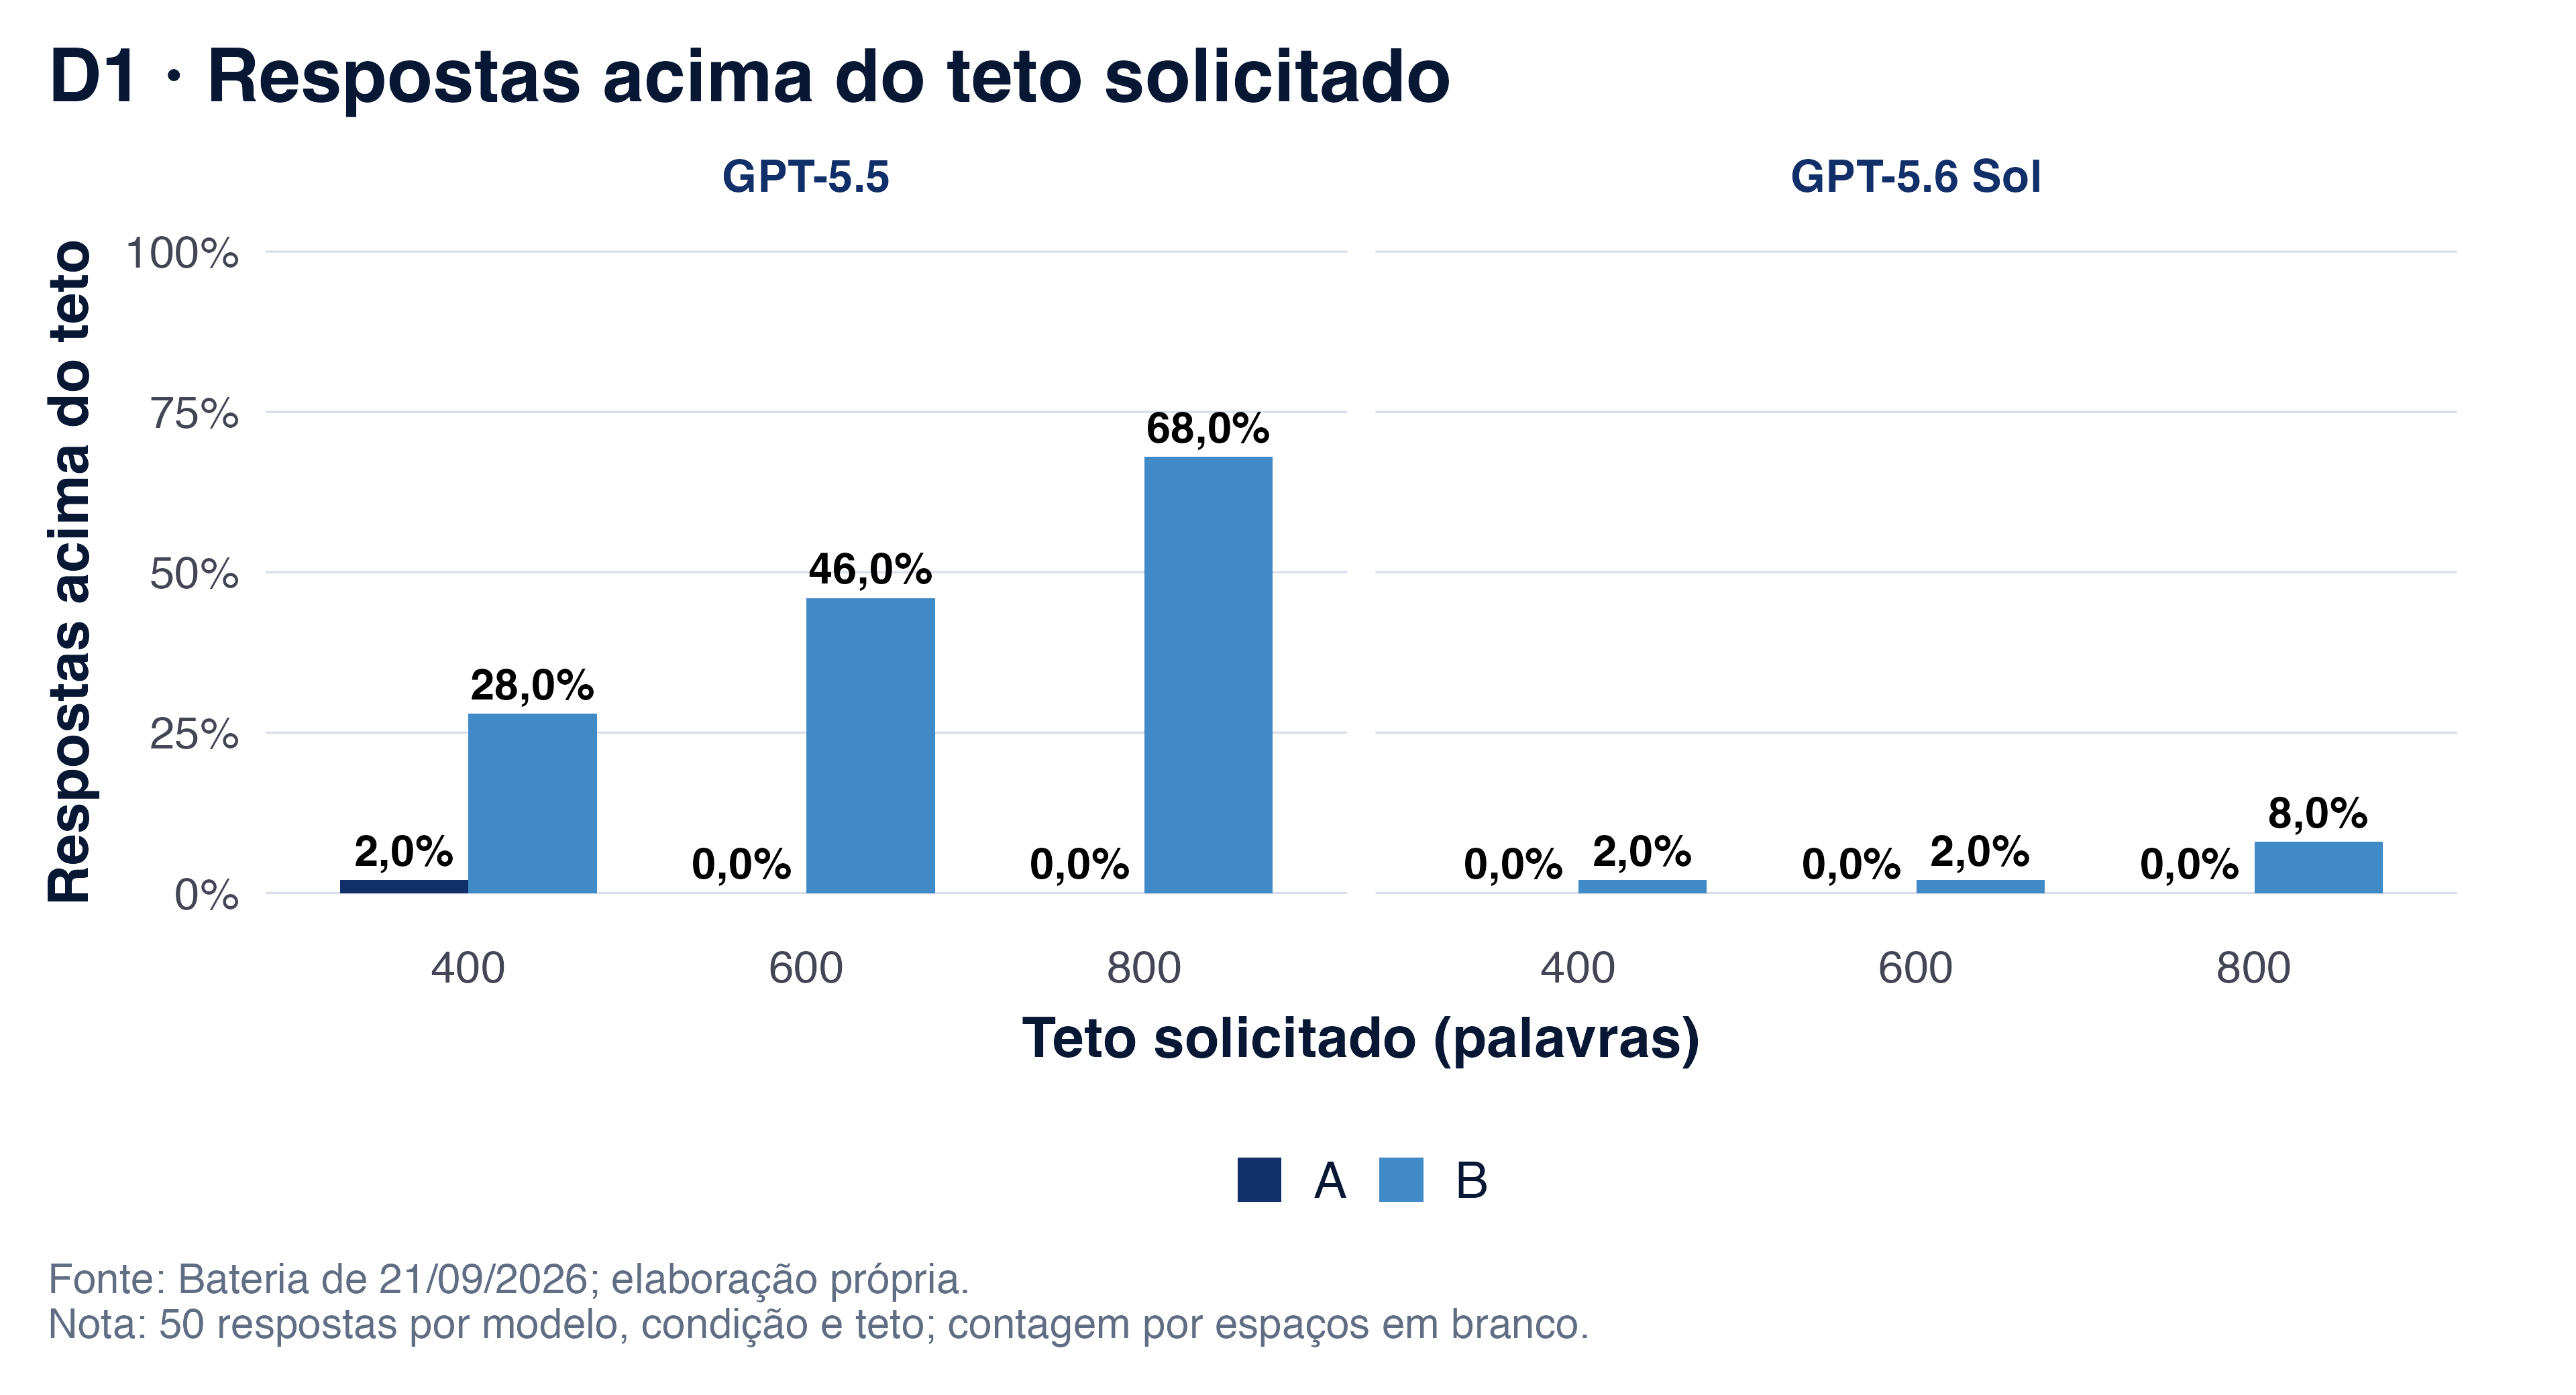 D1 · Respostas acima do teto solicitado
GPT-5.5
GPT-5.6 Sol
Respostas acima do teto
100%
75%
50%
25%
0%
2,0%
28,0%
0,0%
46,0%
0,0%
68,0%
0,0%
2,0%
0,0%
2,0%
0,0%
8,0%
400
600
800
400
600
800
Teto solicitado (palavras)
A
B
Fonte: Bateria de 21/09/2026; elaboração própria.
Nota: 50 respostas por modelo, condição e teto; contagem por espaços em branco.